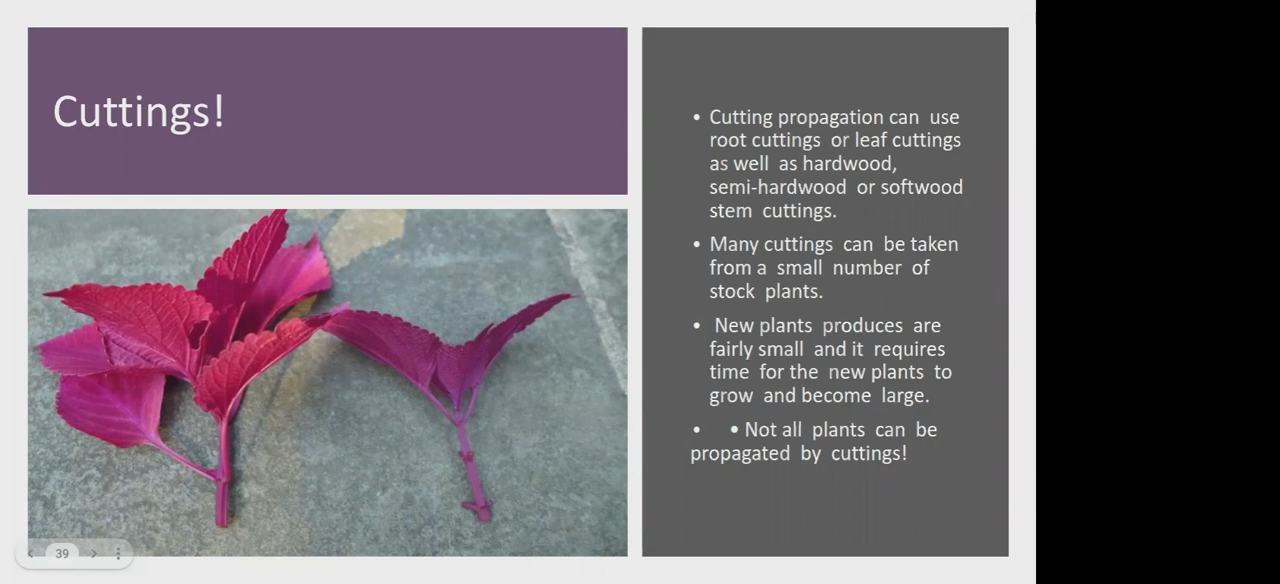 Cuttings!
• Cutting propagation can use
root cuttings or leaf cuttings
as well as hardwood,
semi-hardwood or softwood
stem cuttings.
• Many cuttings can be taken
from a small number of
stock plants.
• New plants produces are
fairly small and it requires
time for the new plants to
grow and become large.
• • Not all plants can be
propagated by cuttings!
39